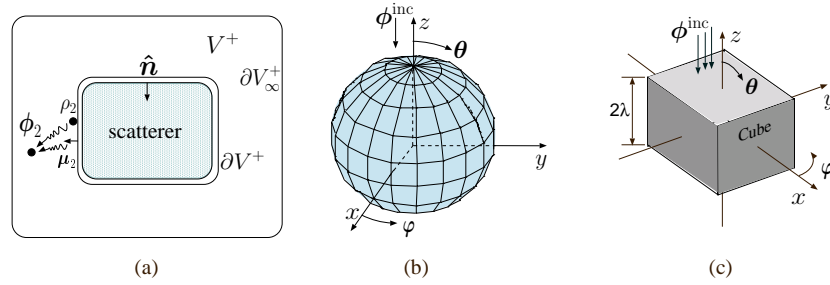 V⁺
n̂
∂V⁺∞
ρ₂
ϕ₂
scatterer
μ₂
∂V⁺
(a)
ϕ^inc
z
θ
y
x
φ
(b)
ϕ^inc
z
θ
y
2λ
Cube
φ
x
(c)